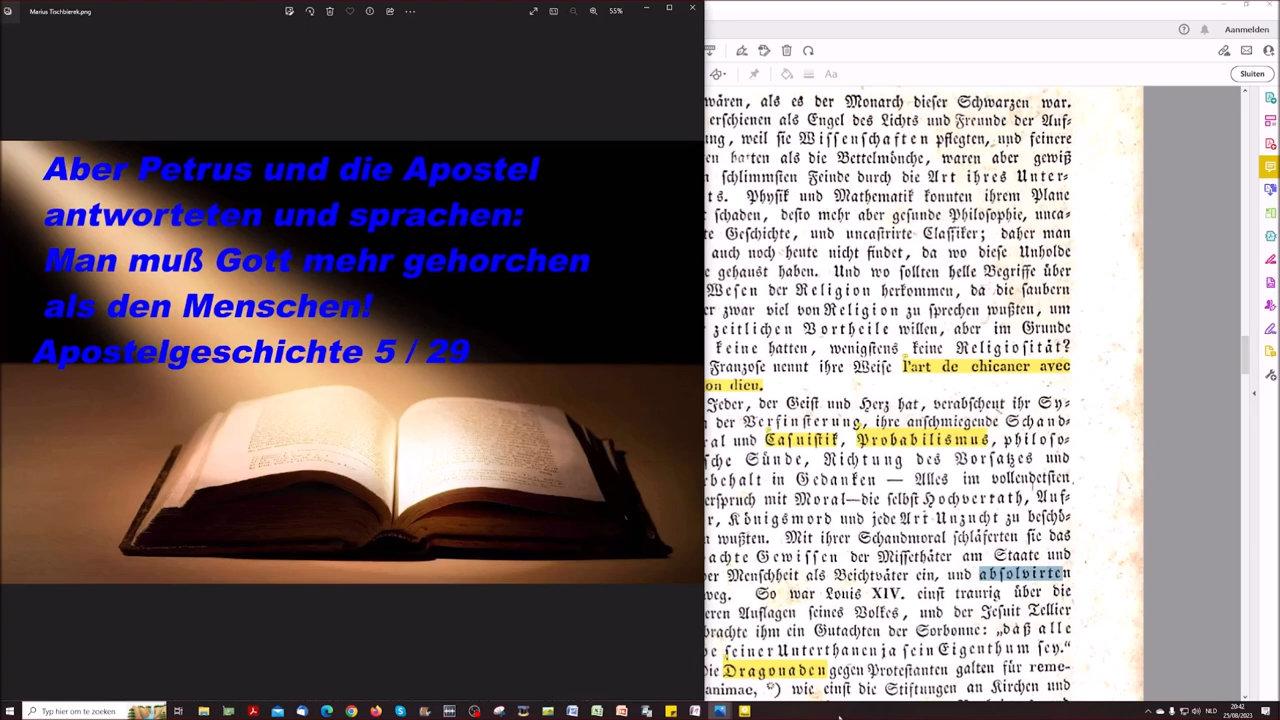 Marius Tischbierek.png
55%
Aber Petrus und die Apostel
antworteten und sprachen:
Man muß Gott mehr gehorchen
als den Menschen!
Apostelgeschichte 5 / 29
Aanmelden
Sluiten
wären, als es der Monarch dieser Schwarzen war.
erschienen als Engel des Lichts und Freunde der Auf-
ung, weil sie Wissenschaften pflegten, und feinere
en hatten als die Bettelmönche, waren aber gewiß
schlimmsten Feinde durch die Art ihres Unter-
ts. Physik und Mathematik konnten ihrem Plane
schaden, desto mehr aber gesunde Philosophie, unca-
te Geschichte, und uncastrirte Classiker; daher man
auch noch heute nicht findet, da wo diese Unholde
gehaust haben. Und wo sollten helle Begriffe über
Wesen der Religion herkommen, da die saubern
er zwar viel von Religion zu sprechen wußten, um
zeitlichen Vortheile willen, aber im Grunde
keine hatten, wenigstens keine Religiosität?
Franzose nennt ihre Weise l'art de chicaner avec
on dieu.
Jeder, der Geist und Herz hat, verabscheut ihr Sy-
der Verfinsterung, ihre anschmiegende Schand-
ral und Casuistik, Probabilismus, philoso-
sche Sünde, Richtung des Vorsatzes und
behalt in Gedanken — Alles im vollendetsten
erspruch mit Moral—die selbst Hochverrath, Auf-
r, Königsmord und jede Art Unzucht zu beschö-
wußten. Mit ihrer Schandmoral schläferten sie das
achte Gewissen der Missethäter am Staate und
der Menschheit als Beichtväter ein, und absolvirten
weg. So war Louis XIV. einst traurig über die
eren Auflagen seines Volkes, und der Jesuit Tellier
brachte ihm ein Gutachten der Sorbonne: „daß alle
e seiner Unterthanen ja sein Eigenthum sey."
die Dragonaden gegen Protestanten galten für reme-
animae, *) wie einst die Stiftungen an Kirchen und
Typ hier om te zoeken
NLD
20:42
25/08/2023